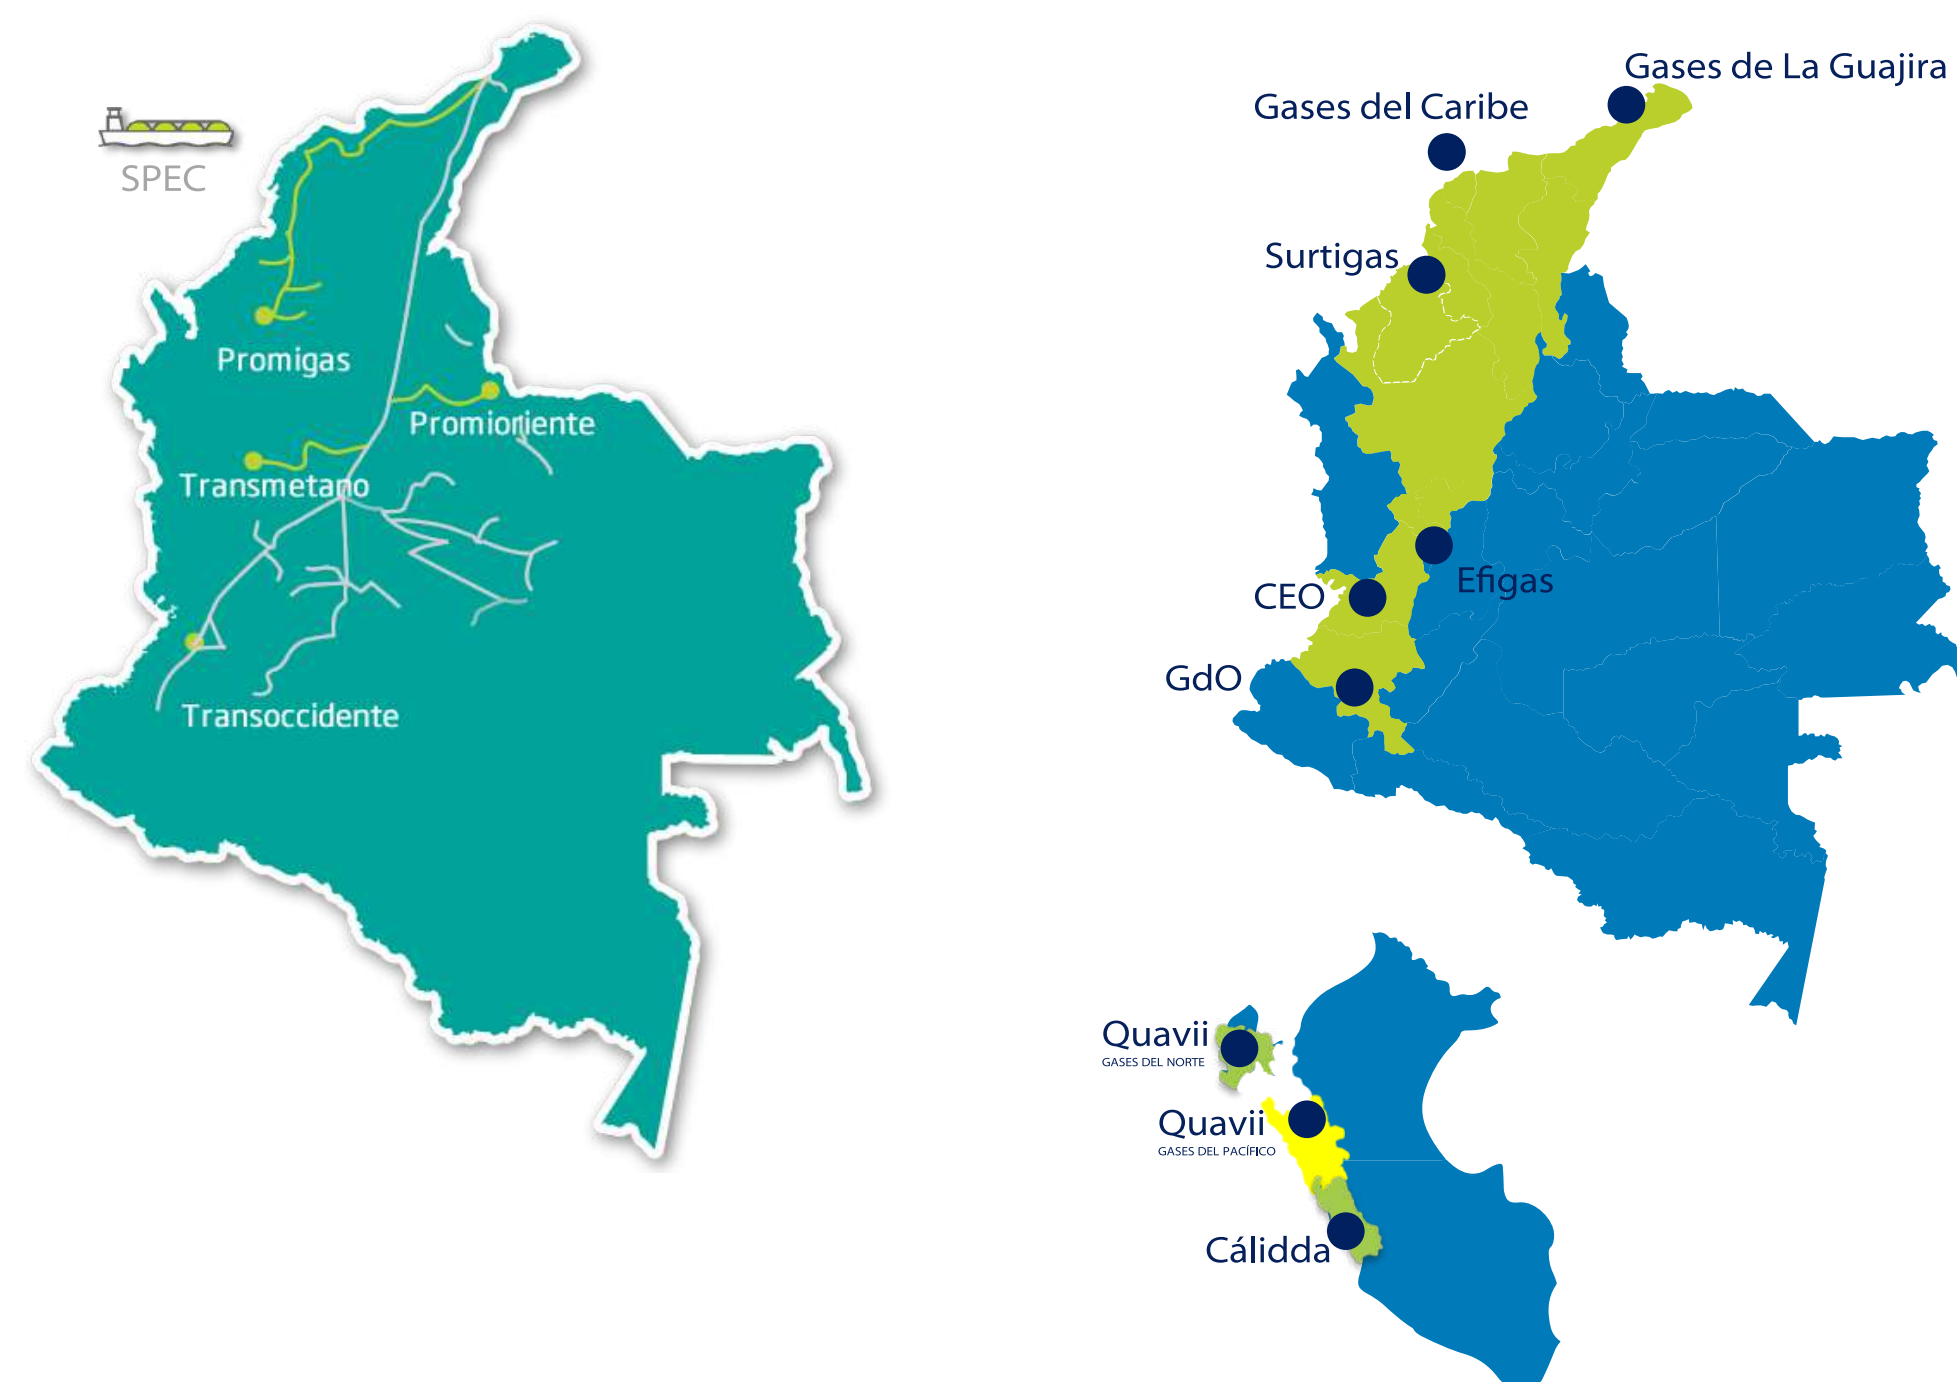 SPEC
Promigas
Promioriente
Transmetano
Transoccidente
Gases de La Guajira
Gases del Caribe
Surtigas
Efigas
CEO
GdO
Quavii
GASES DEL NORTE
Quavii
GASES DEL PACÍFICO
Cálidda